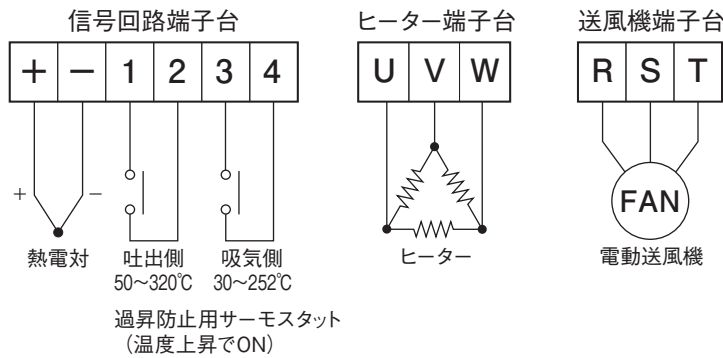 信号回路端子台
ヒーター端子台
送風機端子台
+ − 1 2 3 4
U V W
R S T
+ −
FAN
熱電対
吐出側
50～320℃
吸気側
30～252℃
ヒーター
電動送風機
過昇防止用サーモスタット
（温度上昇でON）